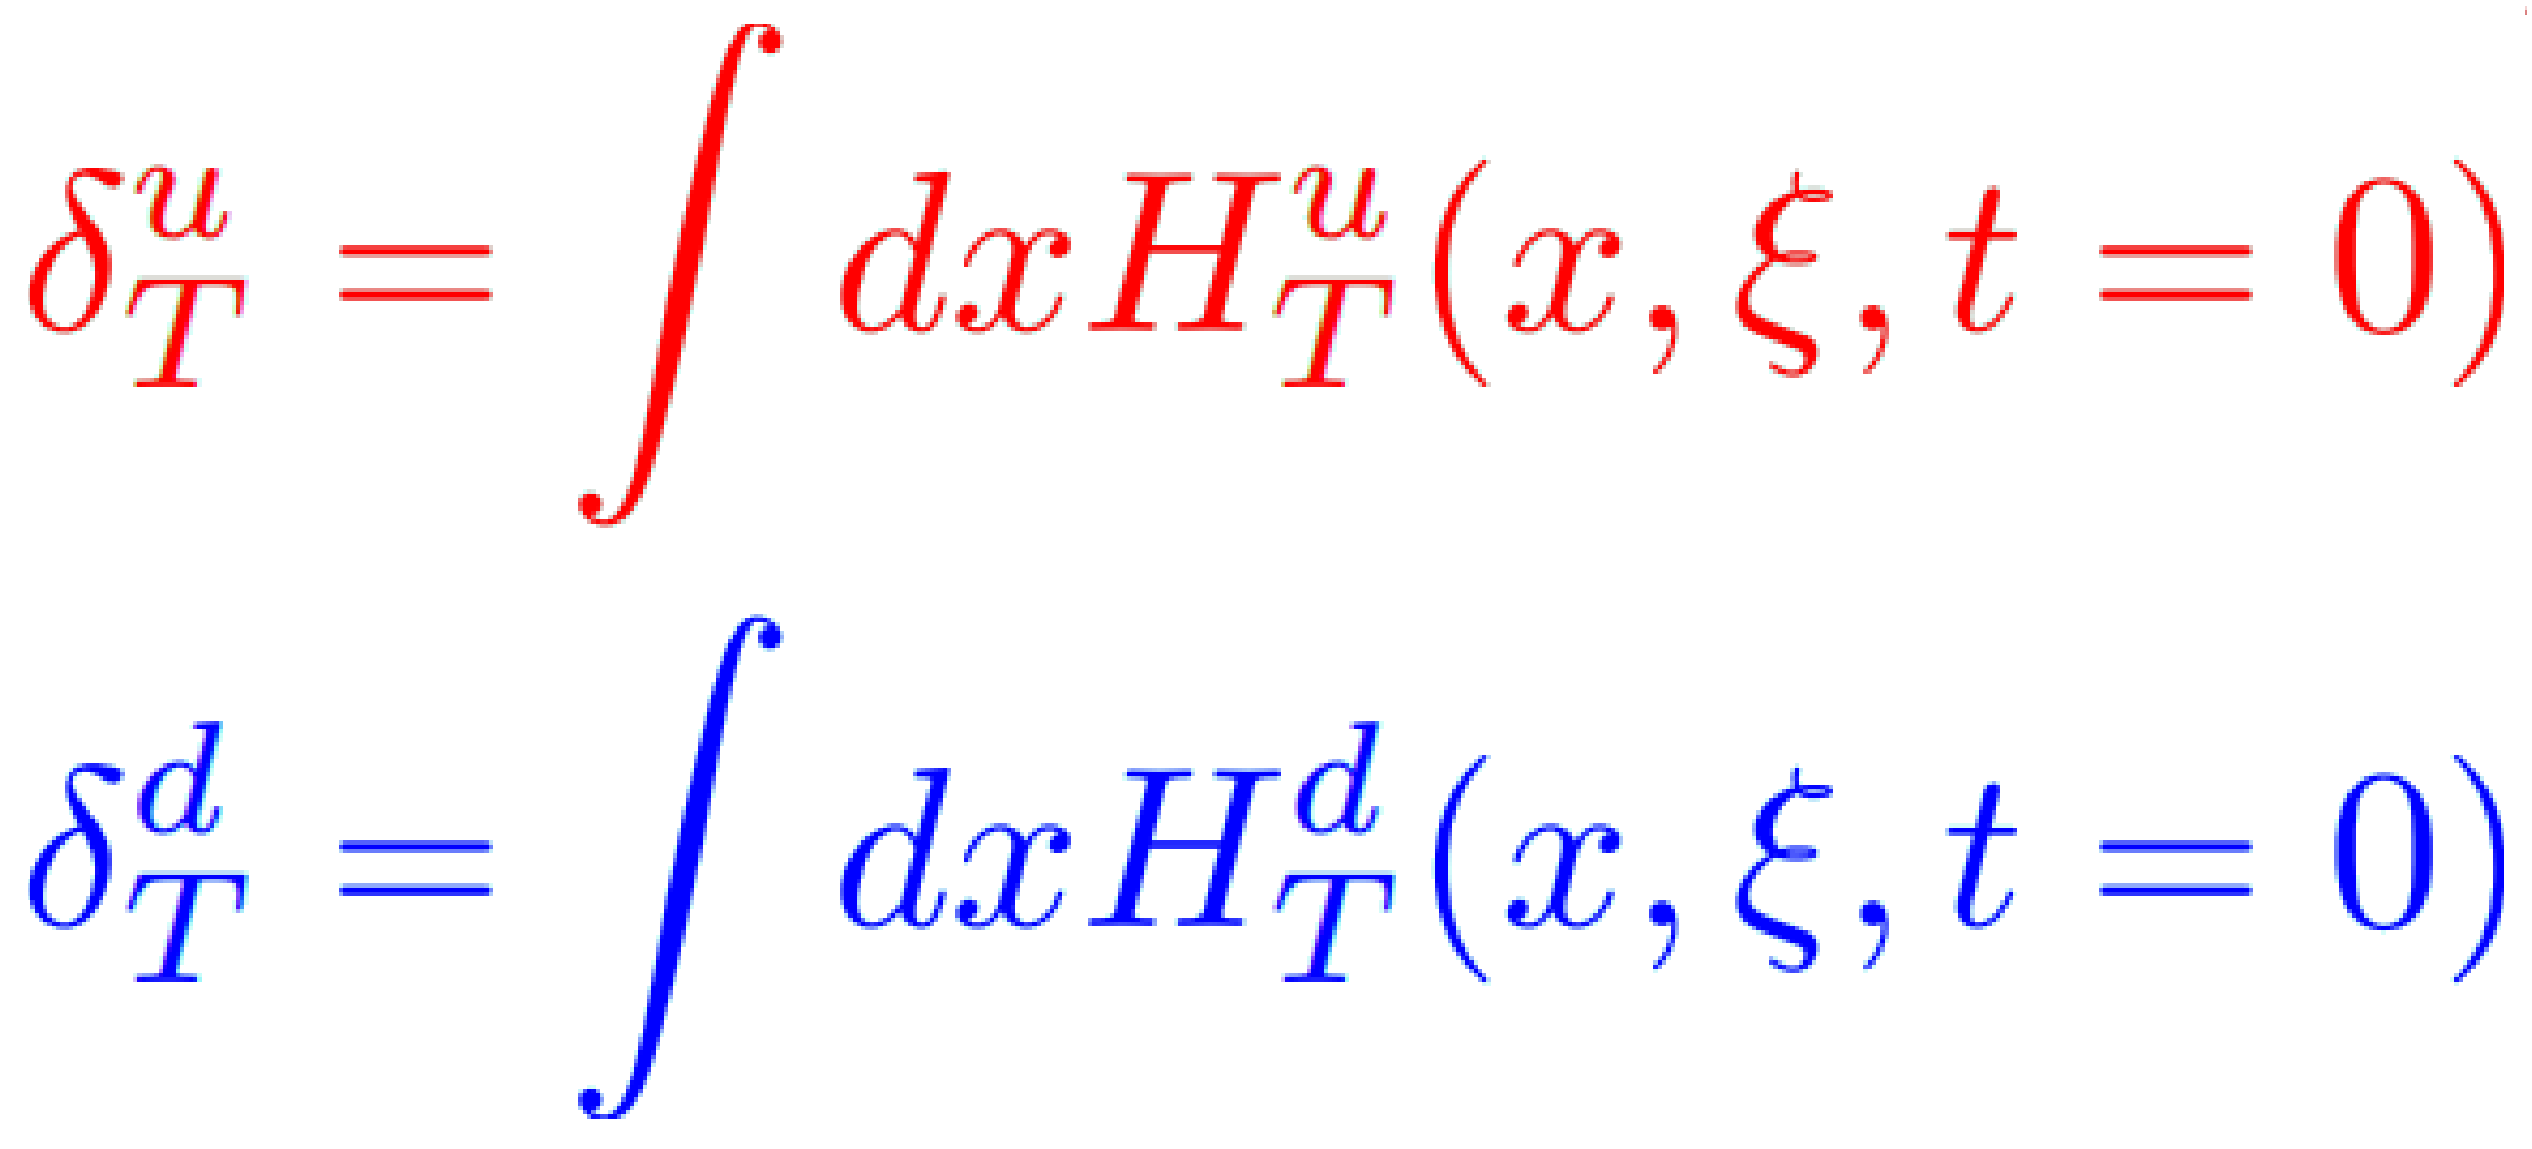 δ_T^u = ∫ dx H_T^u(x, ξ, t = 0)
δ_T^d = ∫ dx H_T^d(x, ξ, t = 0)